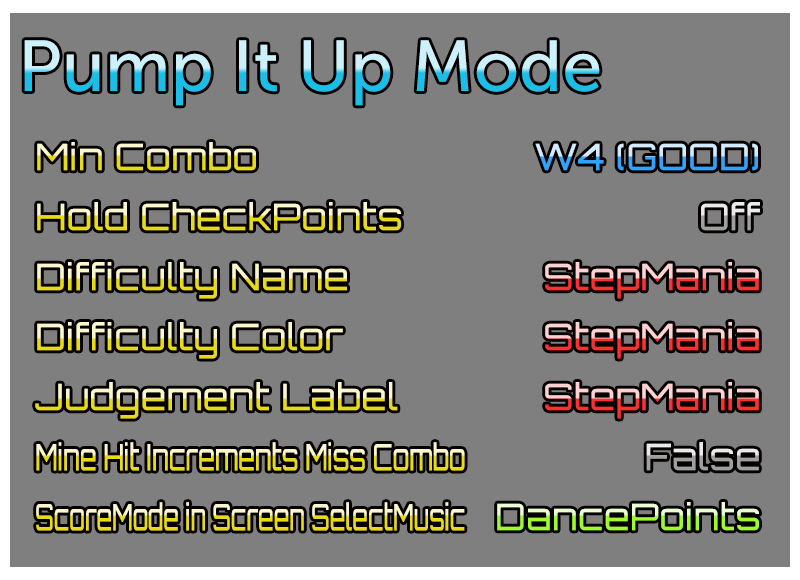 Pump It Up Mode
Min Combo W4 (GOOD)
Hold CheckPoints Off
Difficulty Name StepMania
Difficulty Color StepMania
Judgement Label StepMania
Mine Hit Increments Miss Combo False
ScoreMode in Screen SelectMusic DancePoints